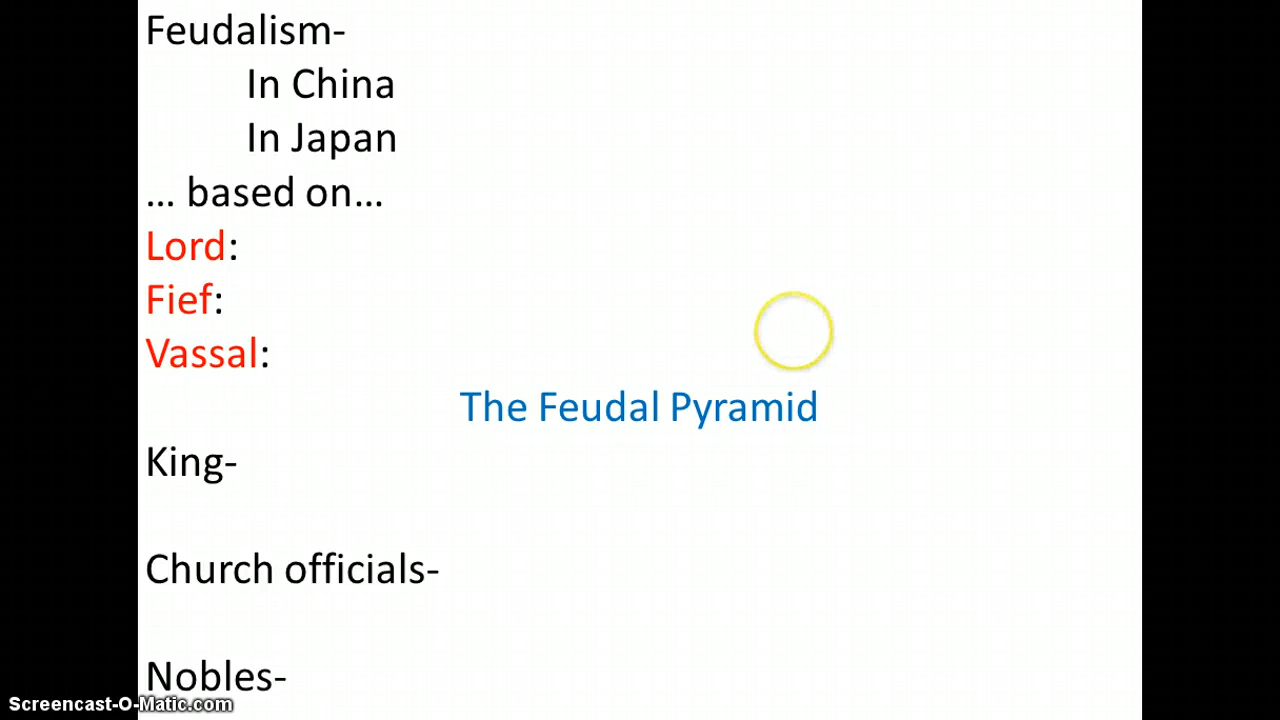 Feudalism-
In China
In Japan
... based on...
Lord:
Fief:
Vassal:
The Feudal Pyramid
King-
Church officials-
Nobles-
Screencast-O-Matic.com